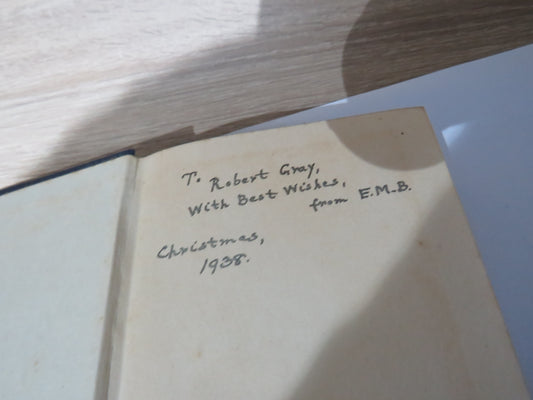 To Robert Gray,
With Best Wishes,
from E.M.B.
Christmas,
1938.